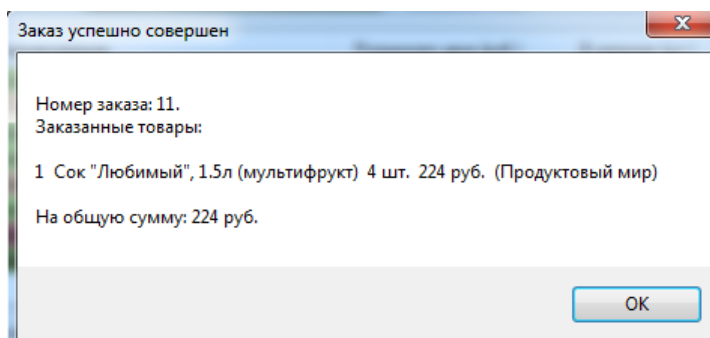 Заказ успешно совершен
Номер заказа: 11.
Заказанные товары:
1 Сок "Любимый", 1.5л (мультифрукт) 4 шт. 224 руб. (Продуктовый мир)
На общую сумму: 224 руб.
OK